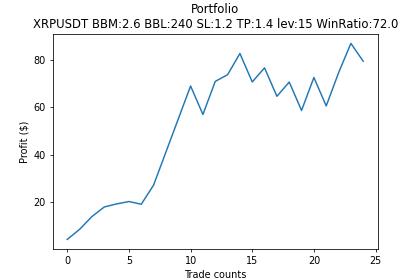 Portfolio
XRPUSDT BBM:2.6 BBL:240 SL:1.2 TP:1.4 lev:15 WinRatio:72.0
80
60
40
20
Profit ($)
0 5 10 15 20 25
Trade counts